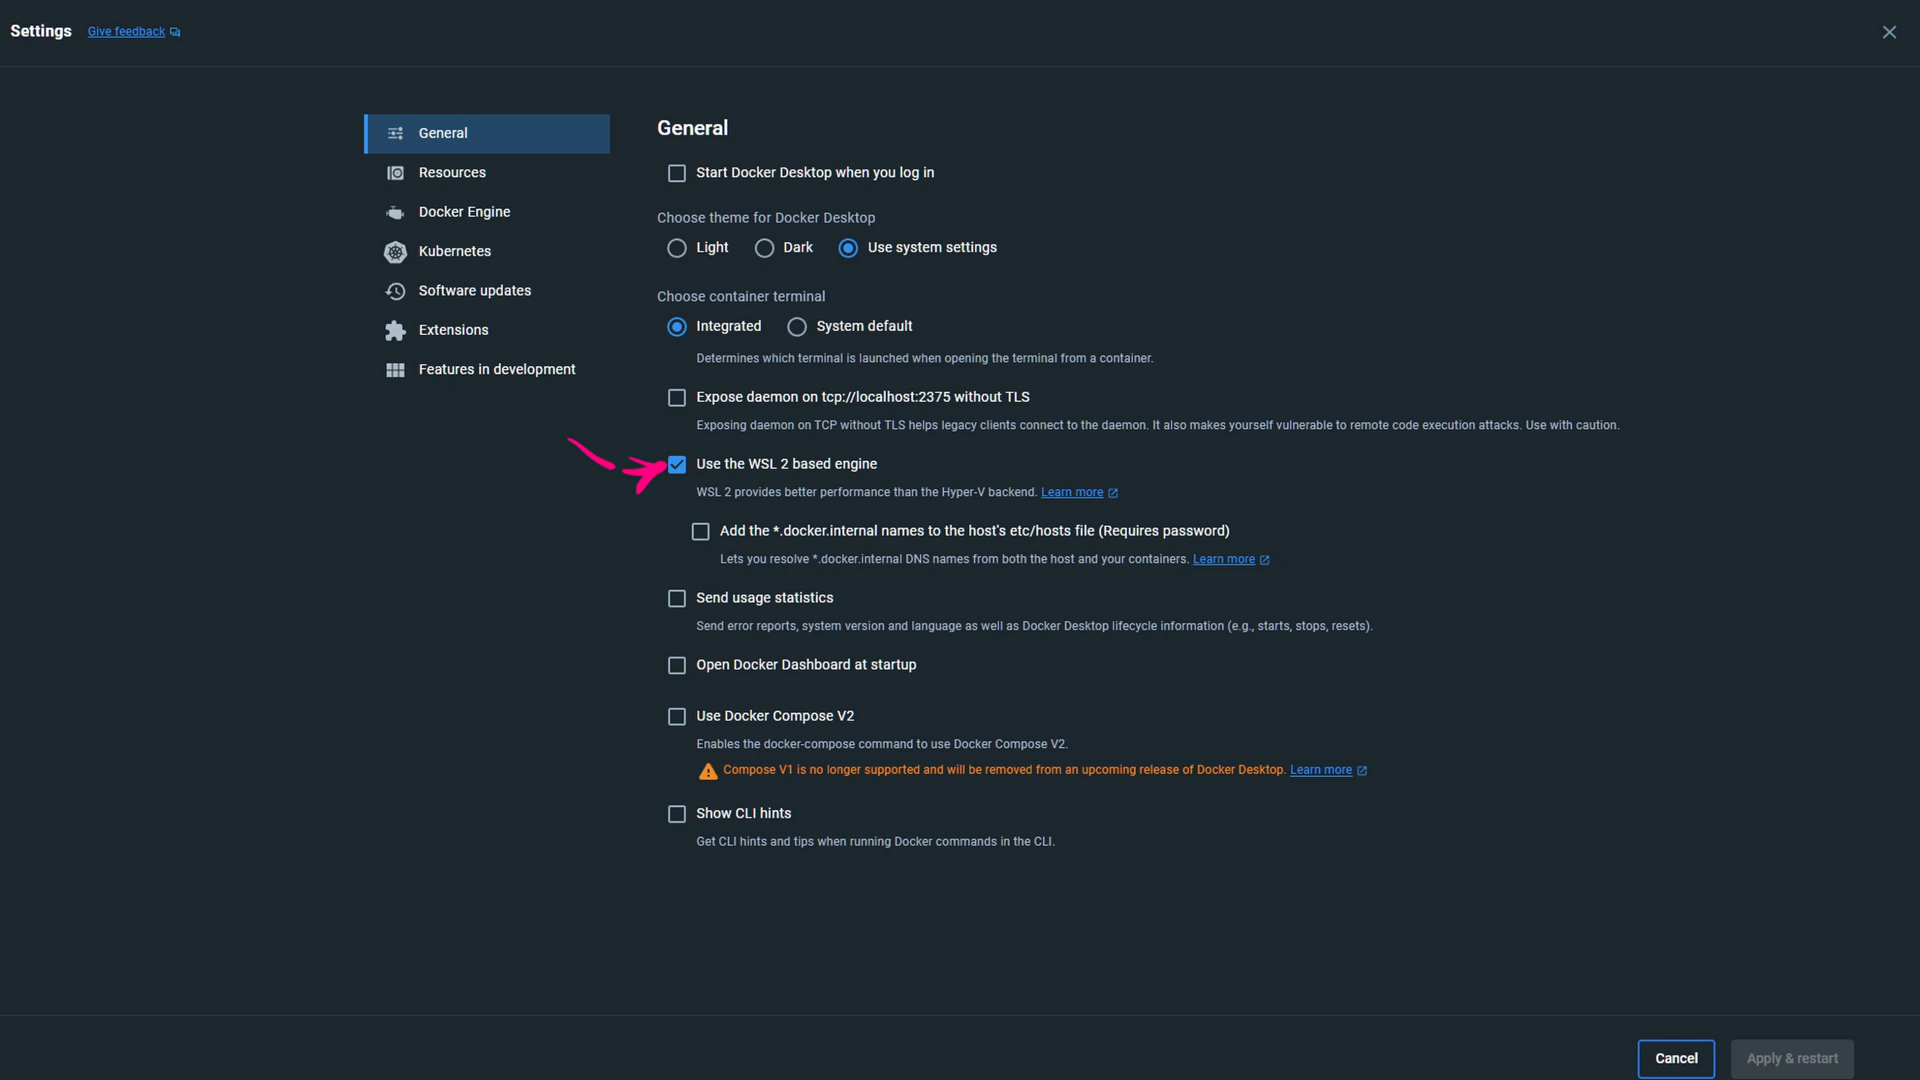 Settings Give feedback
General
Resources
Docker Engine
Kubernetes
Software updates
Extensions
Features in development
General
Start Docker Desktop when you log in
Choose theme for Docker Desktop
Light Dark Use system settings
Choose container terminal
Integrated System default
Determines which terminal is launched when opening the terminal from a container.
Expose daemon on tcp://localhost:2375 without TLS
Exposing daemon on TCP without TLS helps legacy clients connect to the daemon. It also makes yourself vulnerable to remote code execution attacks. Use with caution.
Use the WSL 2 based engine
WSL 2 provides better performance than the Hyper-V backend. Learn more
Add the *.docker.internal names to the host's etc/hosts file (Requires password)
Lets you resolve *.docker.internal DNS names from both the host and your containers. Learn more
Send usage statistics
Send error reports, system version and language as well as Docker Desktop lifecycle information (e.g., starts, stops, resets).
Open Docker Dashboard at startup
Use Docker Compose V2
Enables the docker-compose command to use Docker Compose V2.
Compose V1 is no longer supported and will be removed from an upcoming release of Docker Desktop. Learn more
Show CLI hints
Get CLI hints and tips when running Docker commands in the CLI.
Cancel Apply & restart